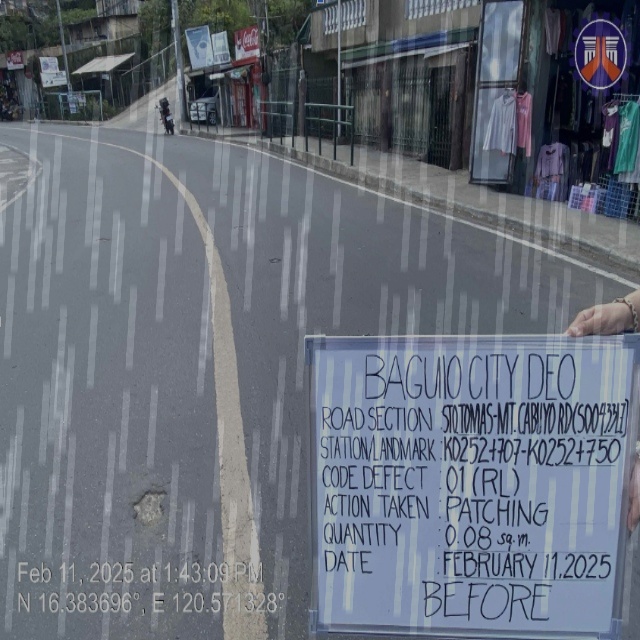 BAGUIO CITY DEO
ROAD SECTION : STO TOMAS-MT. CABUYO RD
STATION/LANDMARK : K0252+707-K0252+750
CODE DEFECT : 01 (RL)
ACTION TAKEN : PATCHING
QUANTITY : 0.08 sq.m.
DATE : FEBRUARY 11, 2025
BEFORE
Feb 11, 2025 at 1:43:09 PM
N 16.383696°, E 120.571328°